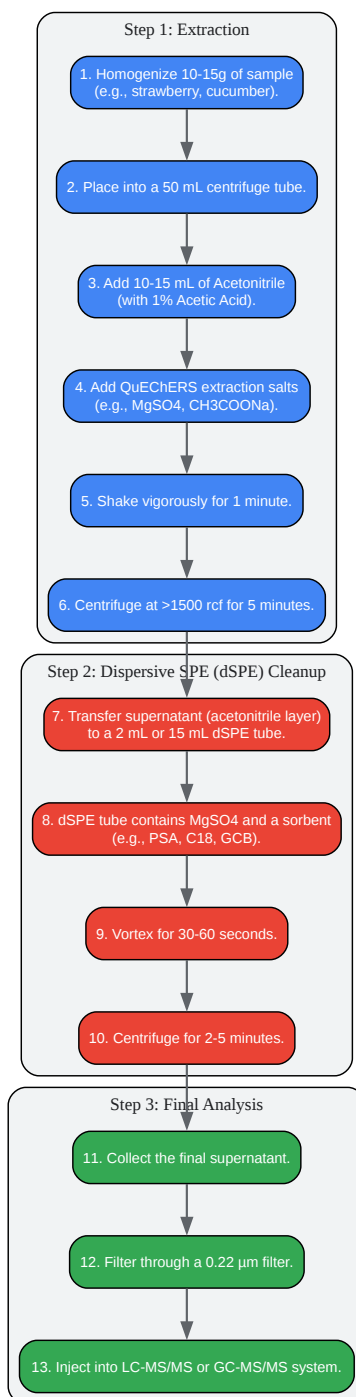 Step 1: Extraction
1. Homogenize 10-15g of sample
(e.g., strawberry, cucumber).
2. Place into a 50 mL centrifuge tube.
3. Add 10-15 mL of Acetonitrile
(with 1% Acetic Acid).
4. Add QuEChERS extraction salts
(e.g., MgSO4, CH3COONa).
5. Shake vigorously for 1 minute.
6. Centrifuge at >1500 rcf for 5 minutes.
Step 2: Dispersive SPE (dSPE) Cleanup
7. Transfer supernatant (acetonitrile layer)
to a 2 mL or 15 mL dSPE tube.
8. dSPE tube contains MgSO4 and a sorbent
(e.g., PSA, C18, GCB).
9. Vortex for 30-60 seconds.
10. Centrifuge for 2-5 minutes.
Step 3: Final Analysis
11. Collect the final supernatant.
12. Filter through a 0.22 µm filter.
13. Inject into LC-MS/MS or GC-MS/MS system.